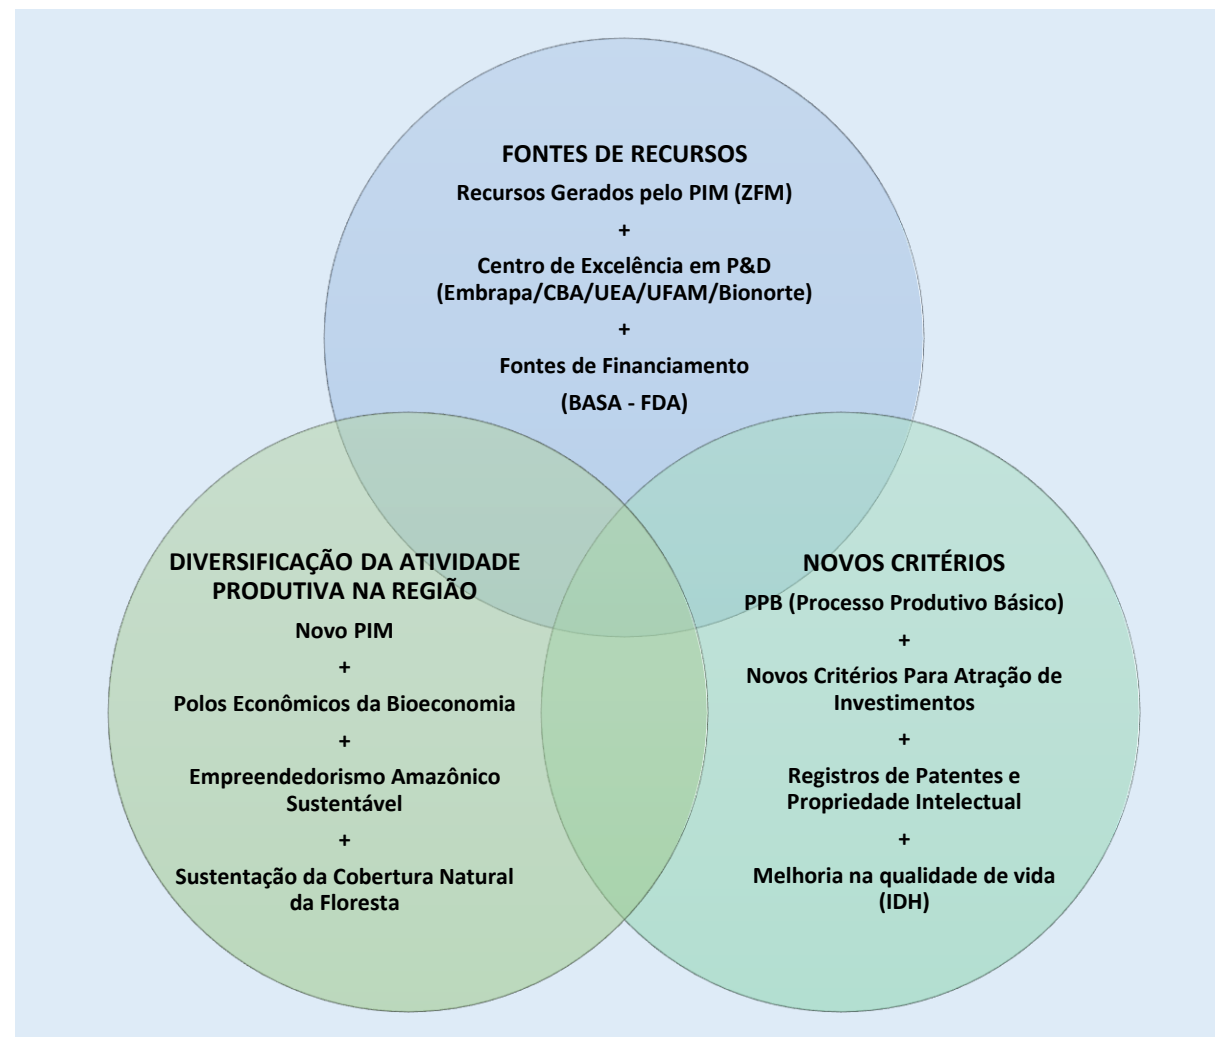 FONTES DE RECURSOS
Recursos Gerados pelo PIM (ZFM)
+
Centro de Excelência em P&D
(Embrapa/CBA/UEA/UFAM/Bionorte)
+
Fontes de Financiamento
(BASA - FDA)
DIVERSIFICAÇÃO DA ATIVIDADE
PRODUTIVA NA REGIÃO
Novo PIM
+
Polos Econômicos da Bioeconomia
+
Empreendedorismo Amazônico
Sustentável
+
Sustentação da Cobertura Natural
da Floresta
NOVOS CRITÉRIOS
PPB (Processo Produtivo Básico)
+
Novos Critérios Para Atração de
Investimentos
+
Registros de Patentes e
Propriedade Intelectual
+
Melhoria na qualidade de vida
(IDH)